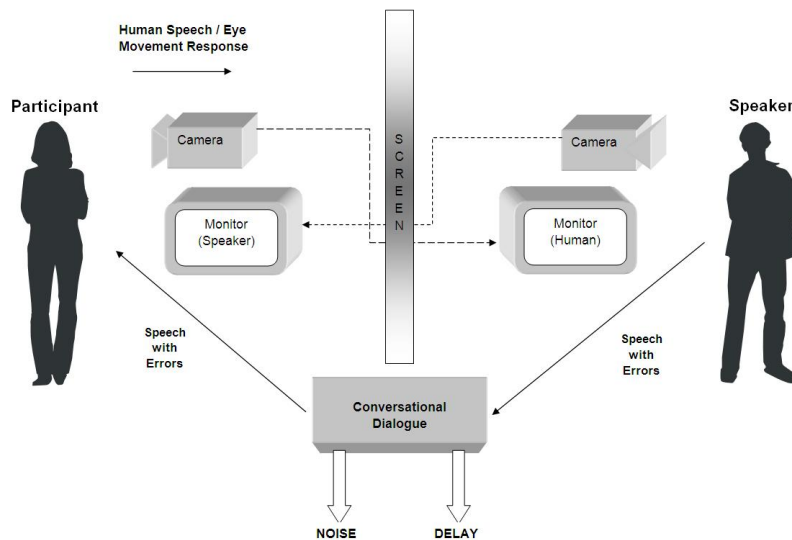 Human Speech / Eye
Movement Response
Participant
Speaker
Camera
SCREEN
Camera
Monitor
(Speaker)
Monitor
(Human)
Speech
with
Errors
Speech
with
Errors
Conversational
Dialogue
NOISE
DELAY